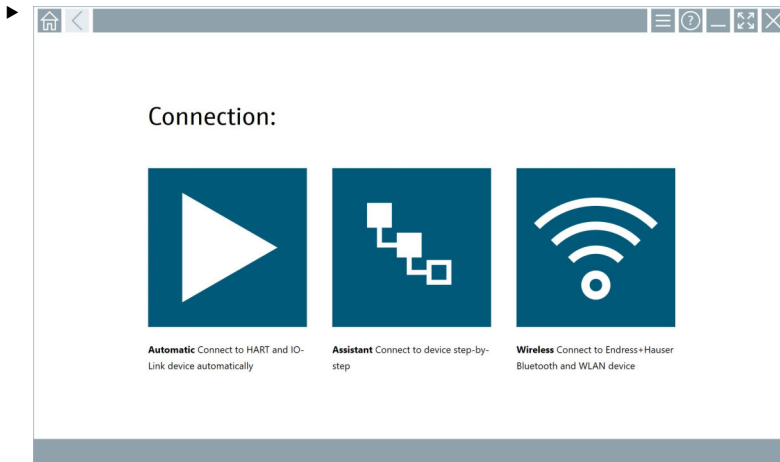 Connection:
Automatic Connect to HART and IO-
Link device automatically
Assistant Connect to device step-by-
step
Wireless Connect to Endress+Hauser
Bluetooth and WLAN device